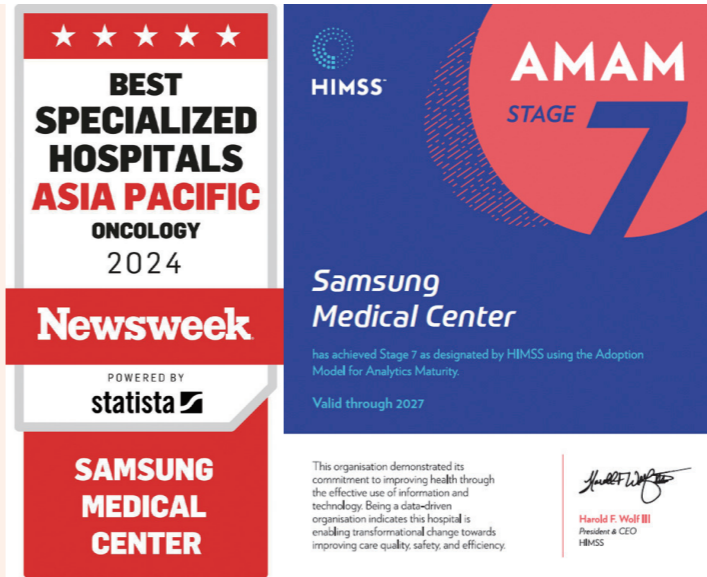 BEST
SPECIALIZED
HOSPITALS
ASIA PACIFIC
ONCOLOGY
2024
Newsweek
POWERED BY
statista
SAMSUNG
MEDICAL
CENTER
HIMSS™
AMAM
STAGE 7
Samsung
Medical Center
has achieved Stage 7 as designated by HIMSS using the Adoption
Model for Analytics Maturity.
Valid through 2027
This organisation demonstrated its
commitment to improving health through
the effective use of information and
technology. Being a data-driven
organisation indicates this hospital is
enabling transformational change towards
improving care quality, safety, and efficiency.
Harold F. Wolf III
President & CEO
HIMSS